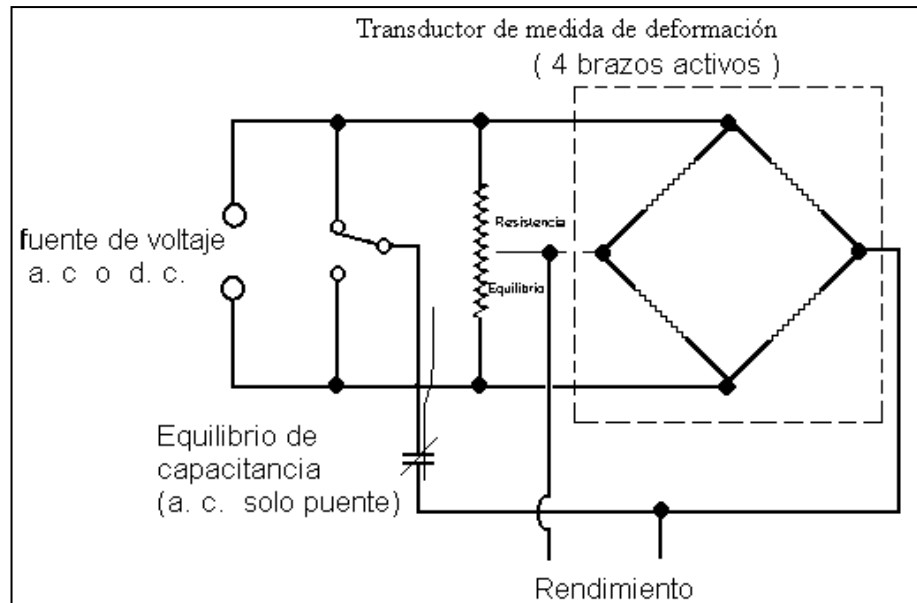 Transductor de medida de deformación
( 4 brazos activos )
Resistencia
fuente de voltaje
a. c o d. c.
Equilibrio
Equilibrio de
capacitancia
(a. c. solo puente)
Rendimiento